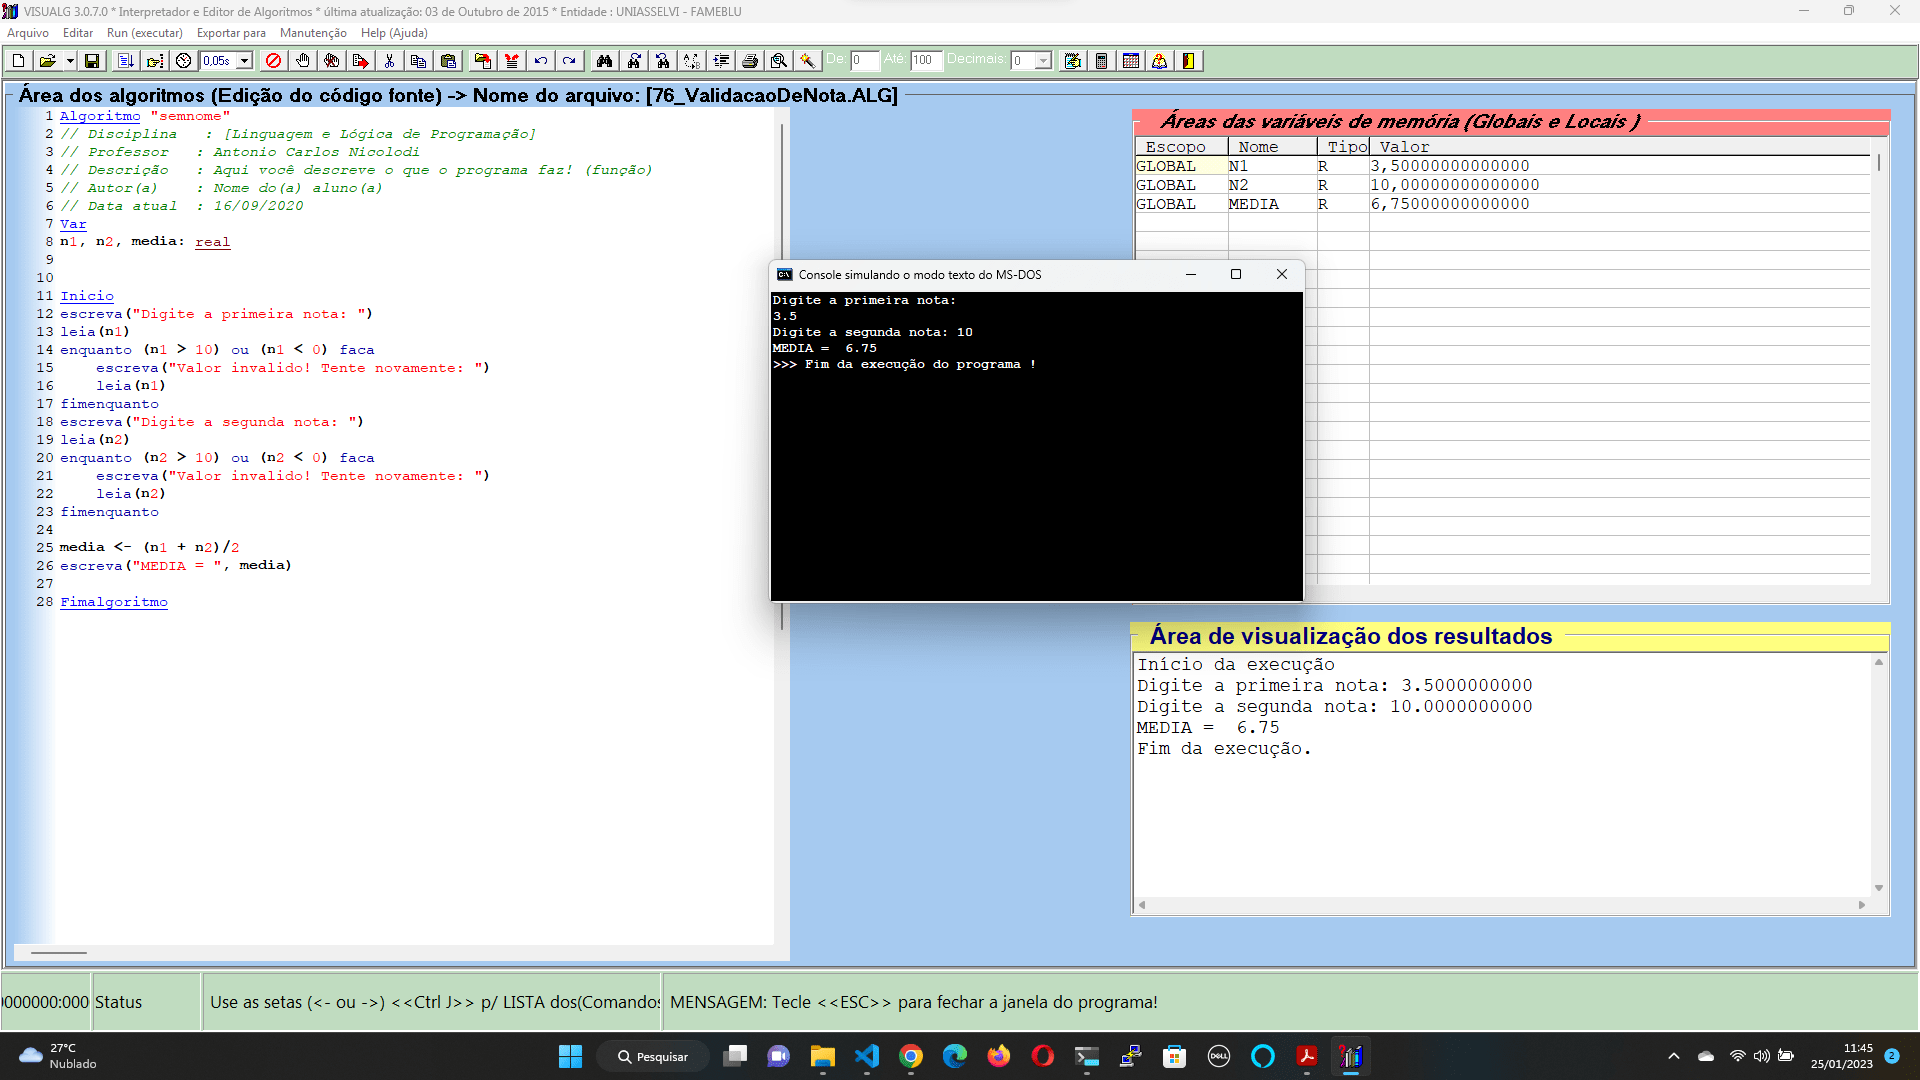 VISUALG 3.0.7.0 * Interpretador e Editor de Algoritmos * última atualização: 03 de Outubro de 2015 * Entidade : UNIASSELVI - FAMEBLU
Arquivo Editar Run (executar) Exportar para Manutenção Help (Ajuda)
0,05s De: 0 Até: 100 Decimais: 0
Área dos algoritmos (Edição do código fonte) -> Nome do arquivo: [76_ValidacaoDeNota.ALG]
1 Algoritmo "semnome"
2 // Disciplina : [Linguagem e Lógica de Programação]
3 // Professor : Antonio Carlos Nicolodi
4 // Descrição : Aqui você descreve o que o programa faz! (função)
5 // Autor(a) : Nome do(a) aluno(a)
6 // Data atual : 16/09/2020
7 Var
8 n1, n2, media: real
9
10
11 Inicio
12 escreva("Digite a primeira nota: ")
13 leia(n1)
14 enquanto (n1 > 10) ou (n1 < 0) faca
15 escreva("Valor invalido! Tente novamente: ")
16 leia(n1)
17 fimenquanto
18 escreva("Digite a segunda nota: ")
19 leia(n2)
20 enquanto (n2 > 10) ou (n2 < 0) faca
21 escreva("Valor invalido! Tente novamente: ")
22 leia(n2)
23 fimenquanto
24
25 media <- (n1 + n2)/2
26 escreva("MEDIA = ", media)
27
28 Fimalgoritmo
Áreas das variáveis de memória (Globais e Locais )
Escopo Nome Tipo Valor
GLOBAL N1 R 3,50000000000000
GLOBAL N2 R 10,00000000000000
GLOBAL MEDIA R 6,75000000000000
Console simulando o modo texto do MS-DOS
Digite a primeira nota:
3.5
Digite a segunda nota: 10
MEDIA = 6.75
>>> Fim da execução do programa !
Área de visualização dos resultados
Início da execução
Digite a primeira nota: 3.5000000000
Digite a segunda nota: 10.0000000000
MEDIA = 6.75
Fim da execução.
0000000:000 Status Use as setas (<- ou ->) <<Ctrl J>> p/ LISTA dos(Comandos MENSAGEM: Tecle <<ESC>> para fechar a janela do programa!
27°C
Nublado
Pesquisar
DELL
11:45
25/01/2023
2